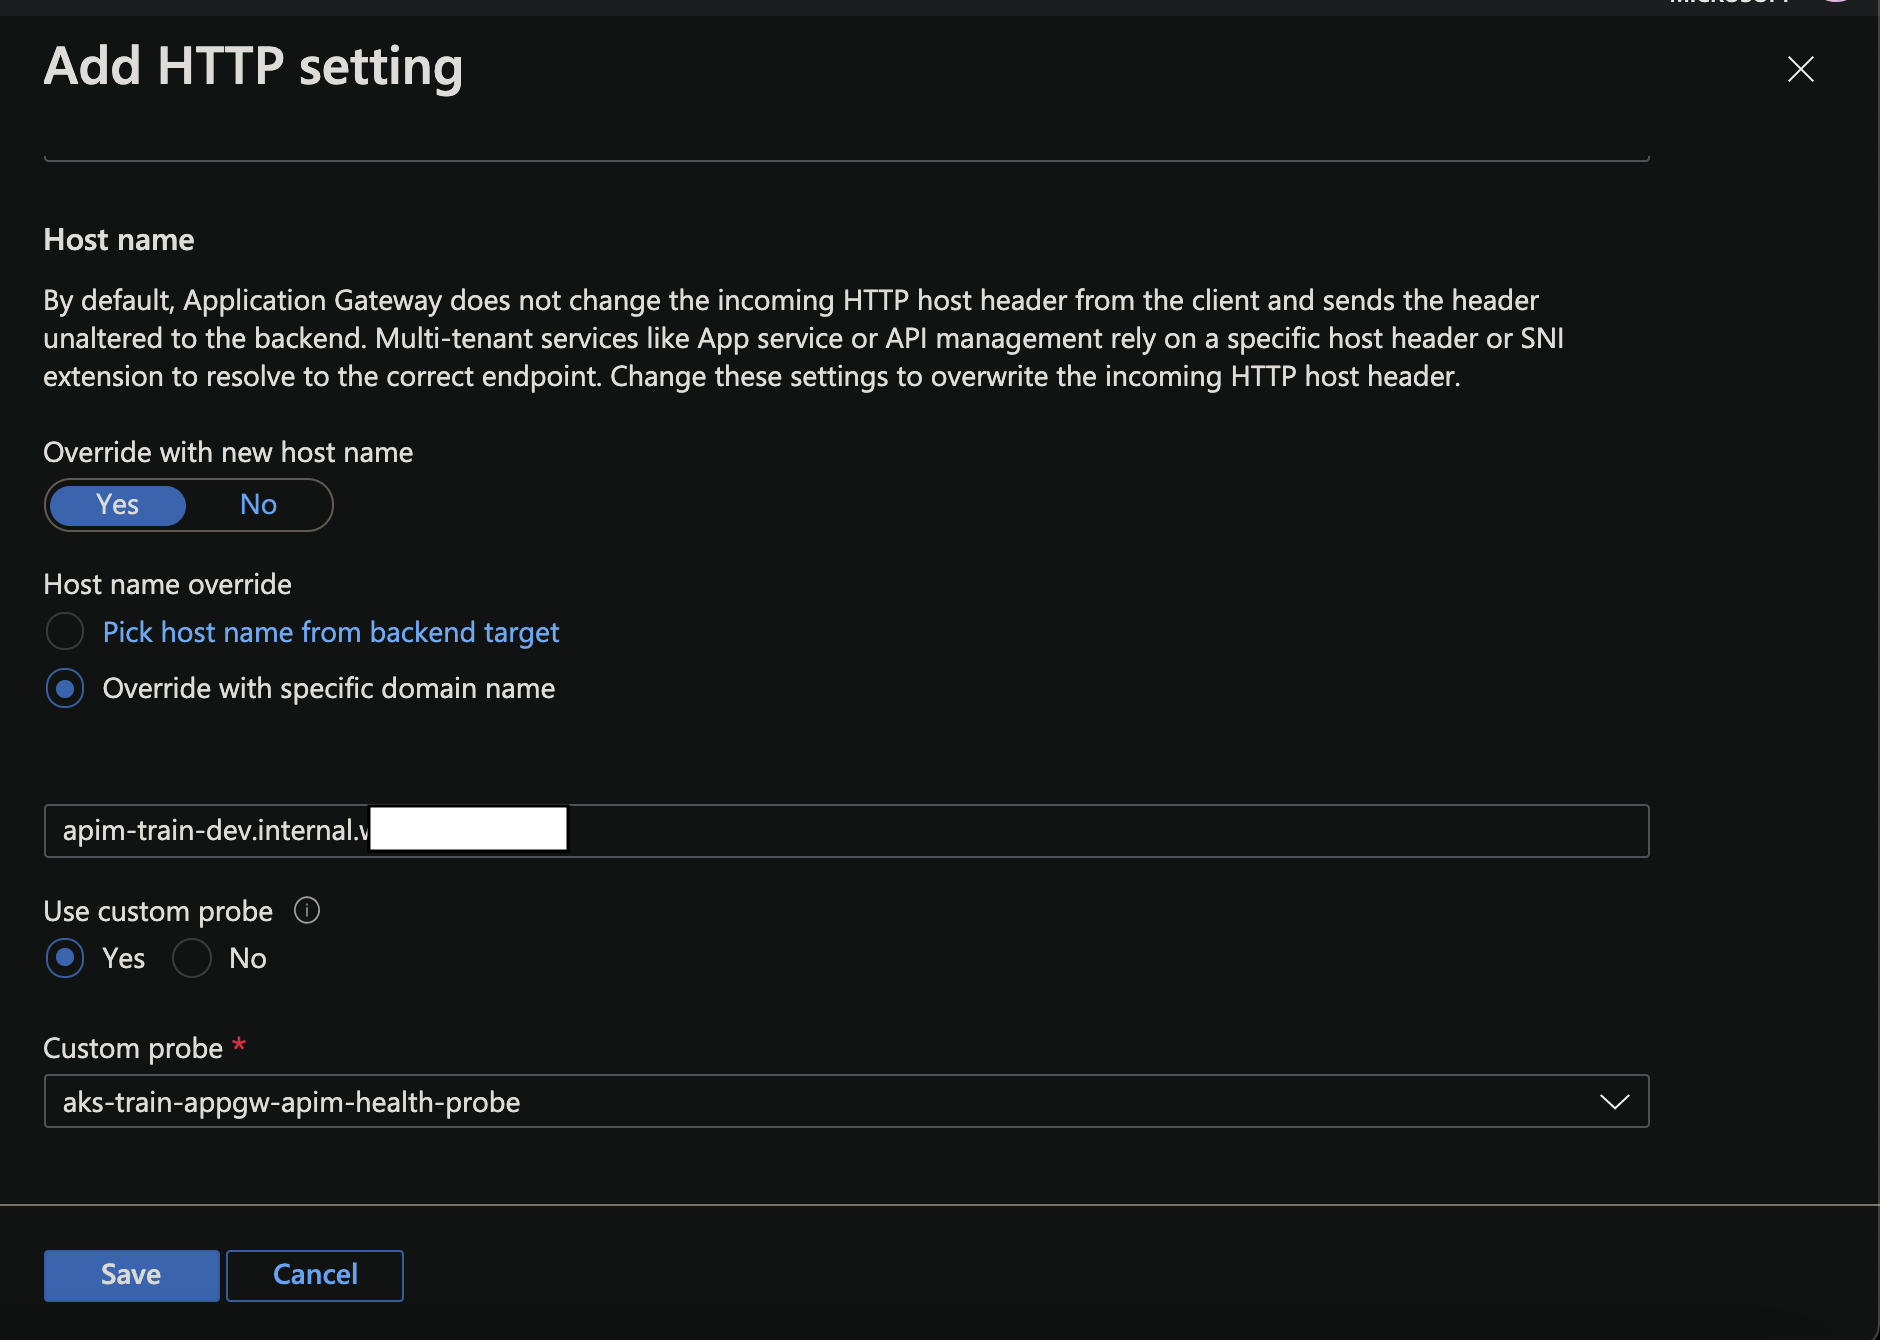 Add HTTP setting
Host name
By default, Application Gateway does not change the incoming HTTP host header from the client and sends the header
unaltered to the backend. Multi-tenant services like App service or API management rely on a specific host header or SNI
extension to resolve to the correct endpoint. Change these settings to overwrite the incoming HTTP host header.
Override with new host name
Yes No
Host name override
Pick host name from backend target
Override with specific domain name
apim-train-dev.internal.
Use custom probe
Yes No
Custom probe *
aks-train-appgw-apim-health-probe
Save Cancel